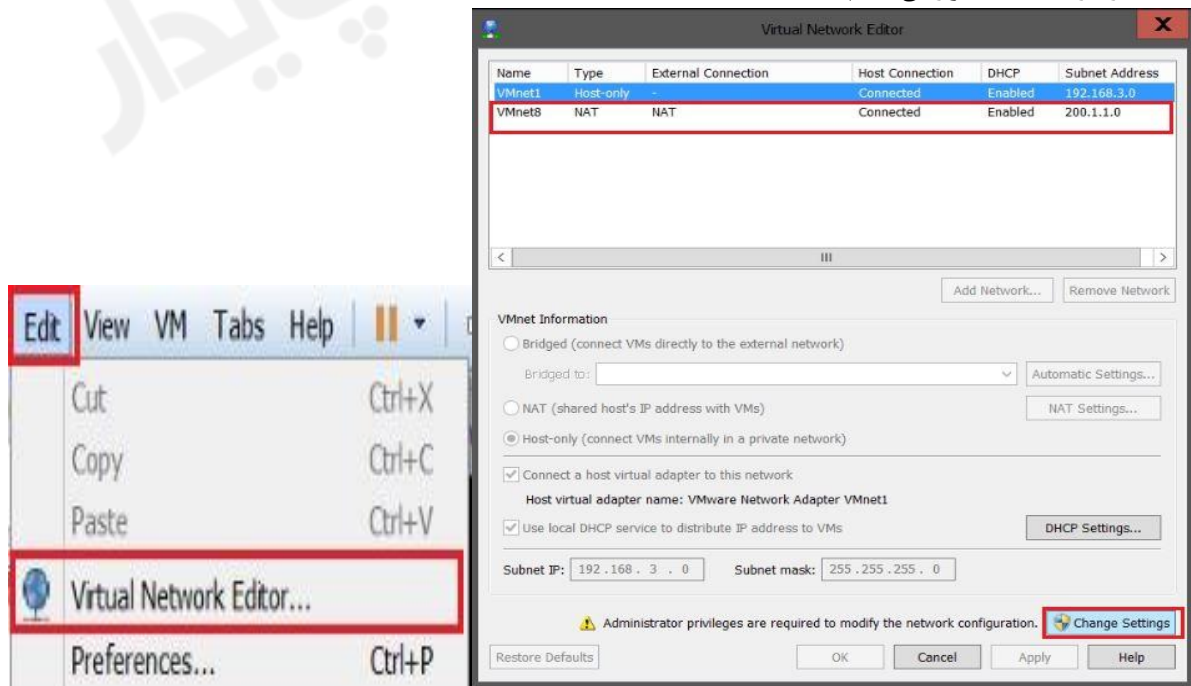 Virtual Network Editor
X
Name Type External Connection Host Connection DHCP Subnet Address
VMnet1 Host-only - Connected Enabled 192.168.3.0
VMnet8 NAT NAT Connected Enabled 200.1.1.0
Add Network... Remove Network
VMnet Information
Bridged (connect VMs directly to the external network)
Bridged to: Automatic Settings...
NAT (shared host's IP address with VMs) NAT Settings...
Host-only (connect VMs internally in a private network)
Connect a host virtual adapter to this network
Host virtual adapter name: VMware Network Adapter VMnet1
Use local DHCP service to distribute IP address to VMs DHCP Settings...
Subnet IP: 192.168. 3 . 0 Subnet mask: 255.255.255. 0
Administrator privileges are required to modify the network configuration. Change Settings
Restore Defaults OK Cancel Apply Help
Edit View VM Tabs Help
Cut Ctrl+X
Copy Ctrl+C
Paste Ctrl+V
Virtual Network Editor...
Preferences... Ctrl+P